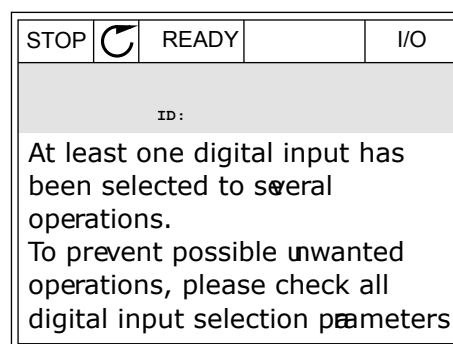 STOP READY I/O
ID:
At least one digital input has
been selected to several
operations.
To prevent possible unwanted
operations, please check all
digital input selection parameters